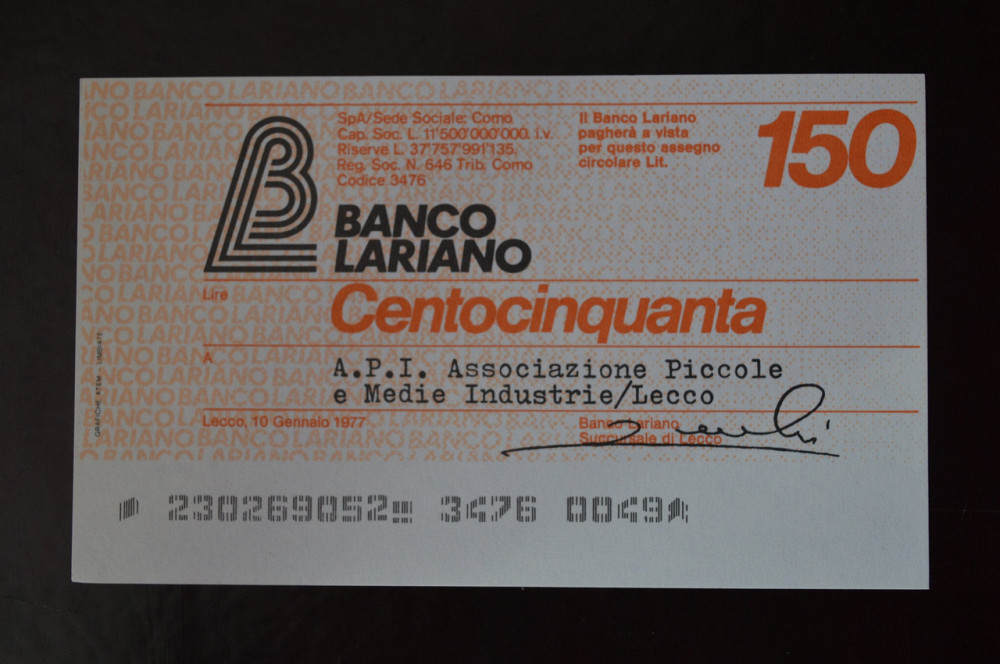 SpA/Sede Sociale: Como
Cap. Soc. L. 11'500'000'000. i.v.
Riserve L. 37'757'991'135.
Reg. Soc. N. 646 Trib. Como
Codice 3476
Il Banco Lariano
pagherà a vista
per questo assegno
circolare Lit.
150
BANCO
LARIANO
Lire
Centocinquanta
A
A.P.I. Associazione Piccole
e Medie Industrie/Lecco
Lecco, 10 Gennaio 1977
Banco Lariano
Succursale di Lecco
230269052 3476 0049